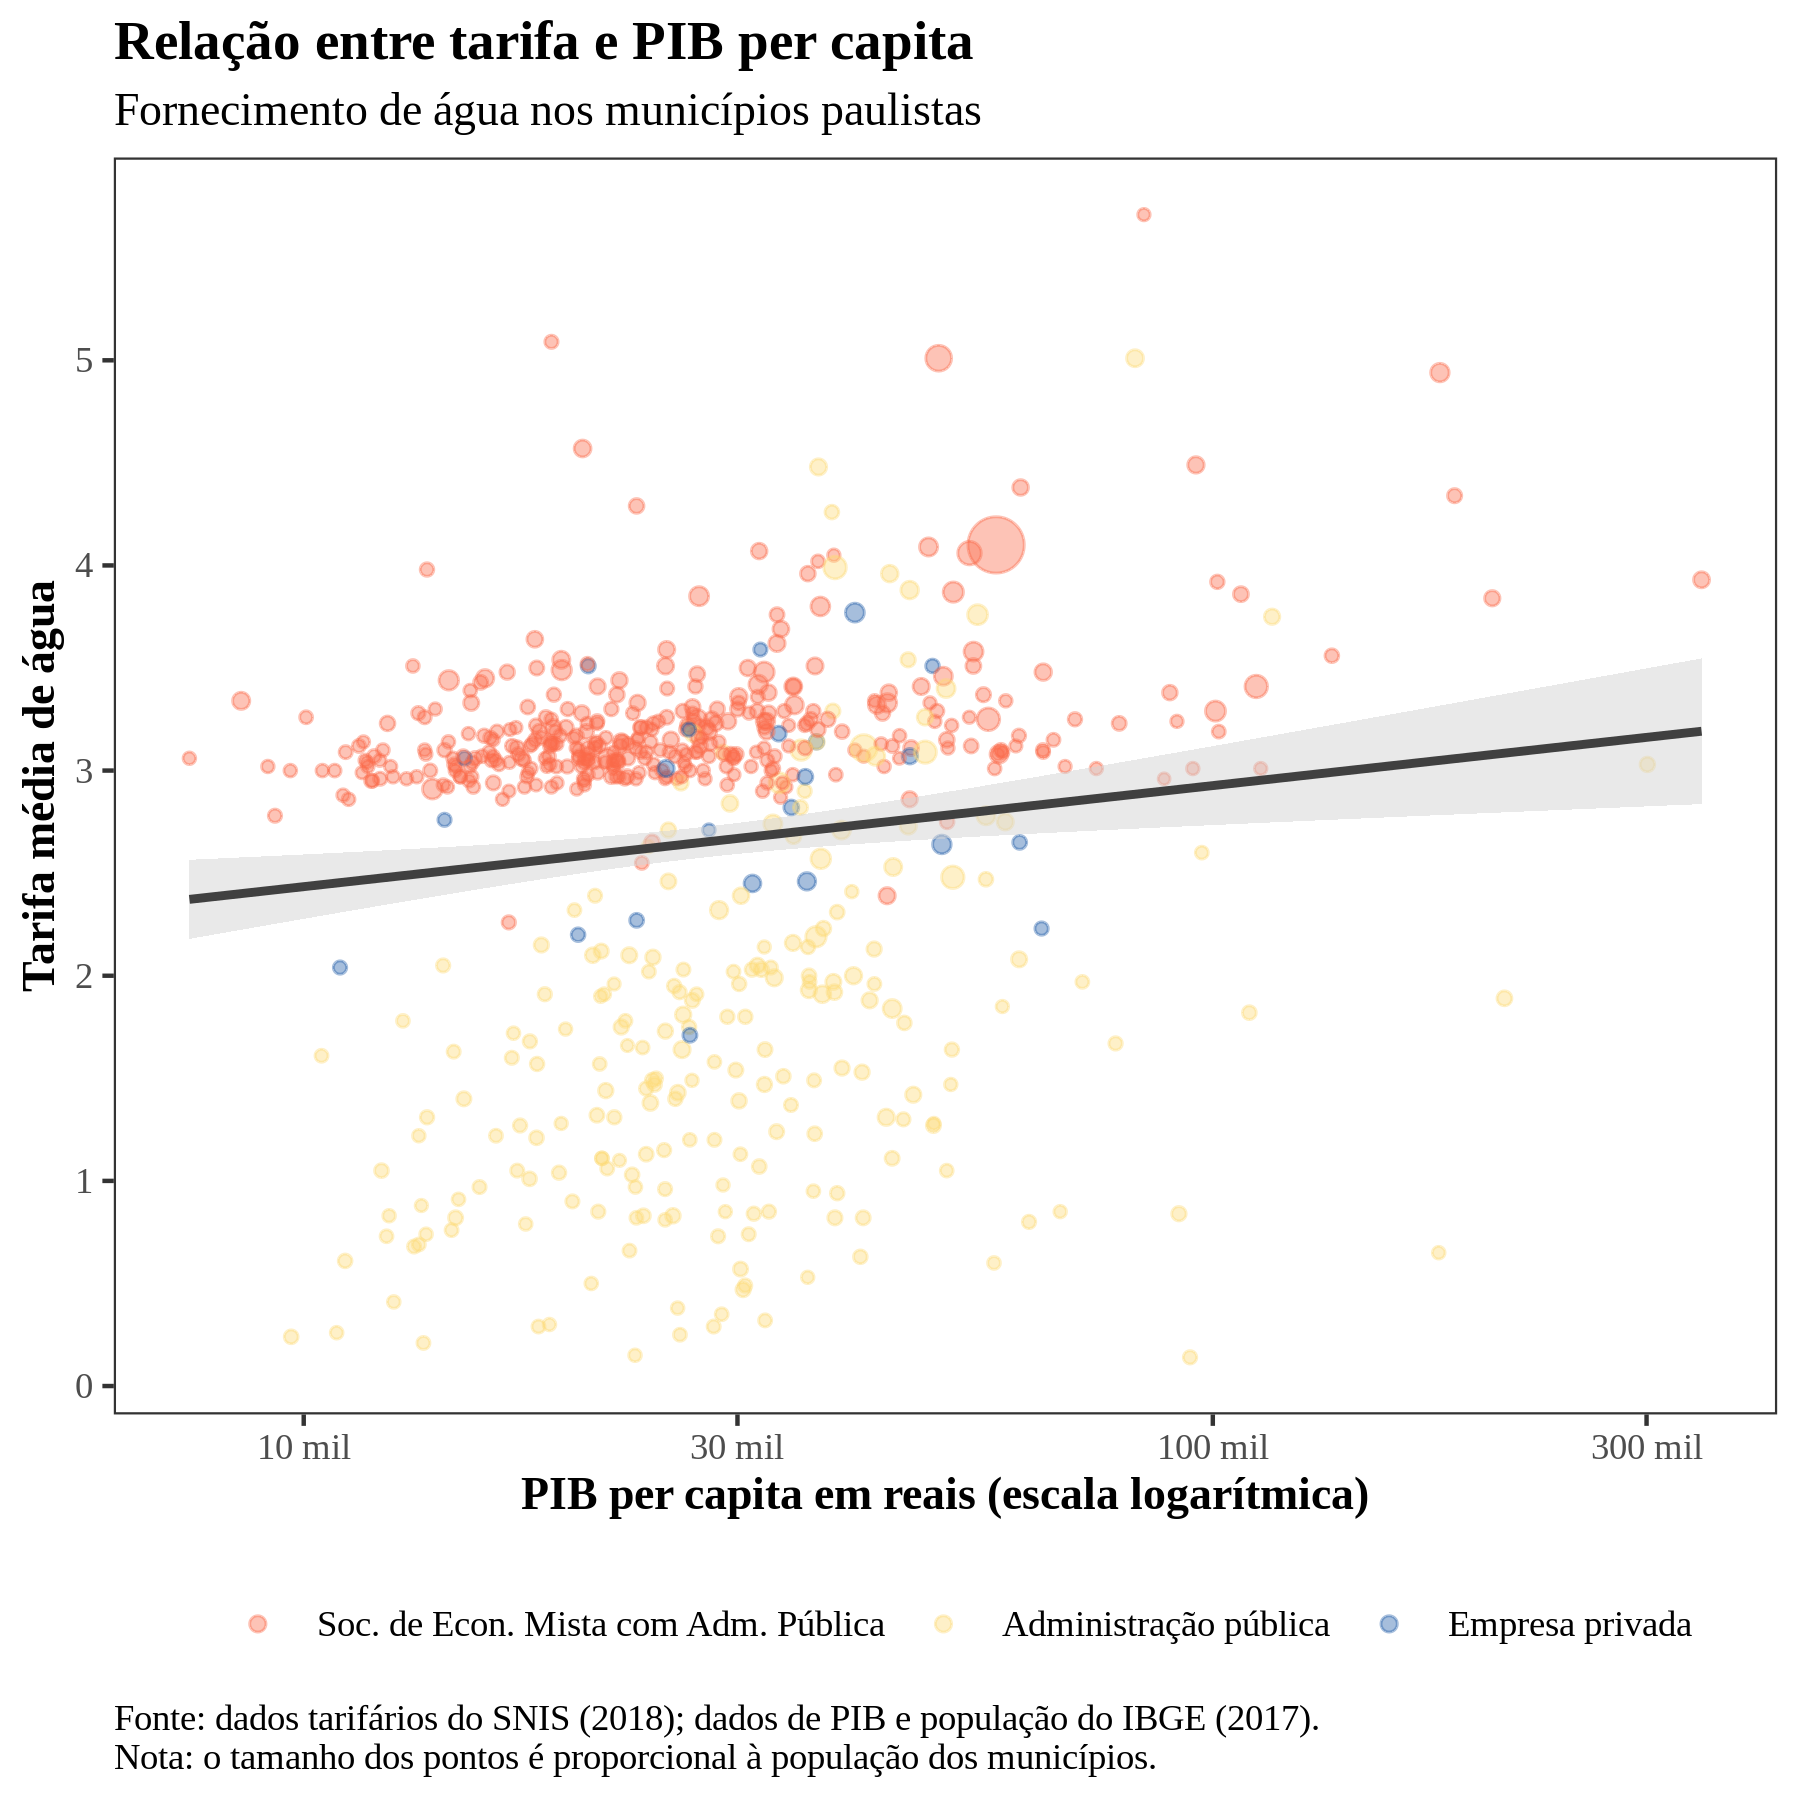 Relação entre tarifa e PIB per capita
Fornecimento de água nos municípios paulistas
Tarifa média de água
5
4
3
2
1
0
10 mil
30 mil
100 mil
300 mil
PIB per capita em reais (escala logarítmica)
Soc. de Econ. Mista com Adm. Pública
Administração pública
Empresa privada
Fonte: dados tarifários do SNIS (2018); dados de PIB e população do IBGE (2017).
Nota: o tamanho dos pontos é proporcional à população dos municípios.